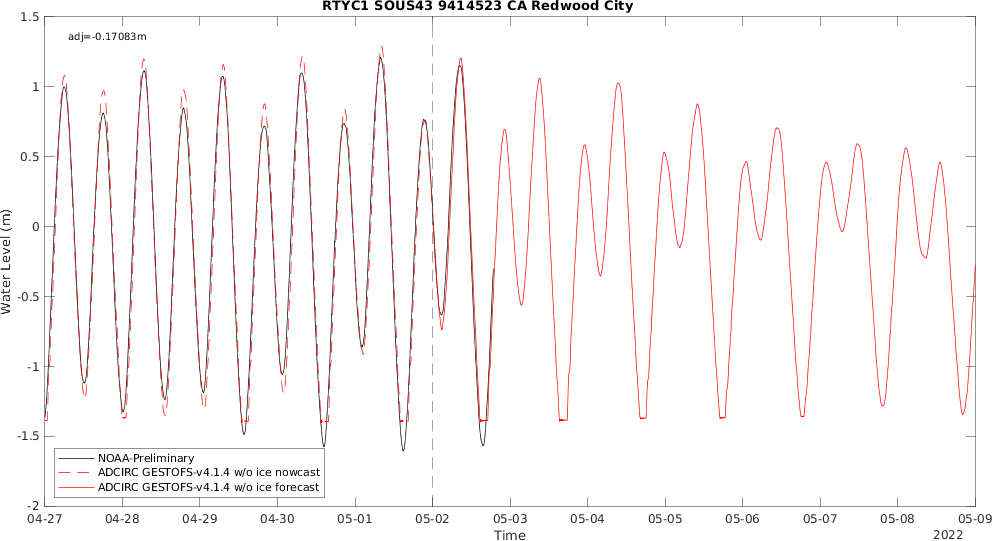 RTYC1 SOUS43 9414523 CA Redwood City
adj=-0.17083m
1.5
1
0.5
0
-0.5
-1
-1.5
-2
Water Level (m)
NOAA-Preliminary
ADCIRC GESTOFS-v4.1.4 w/o ice nowcast
ADCIRC GESTOFS-v4.1.4 w/o ice forecast
04-27 04-28 04-29 04-30 05-01 05-02 05-03 05-04 05-05 05-06 05-07 05-08 05-09
Time
2022